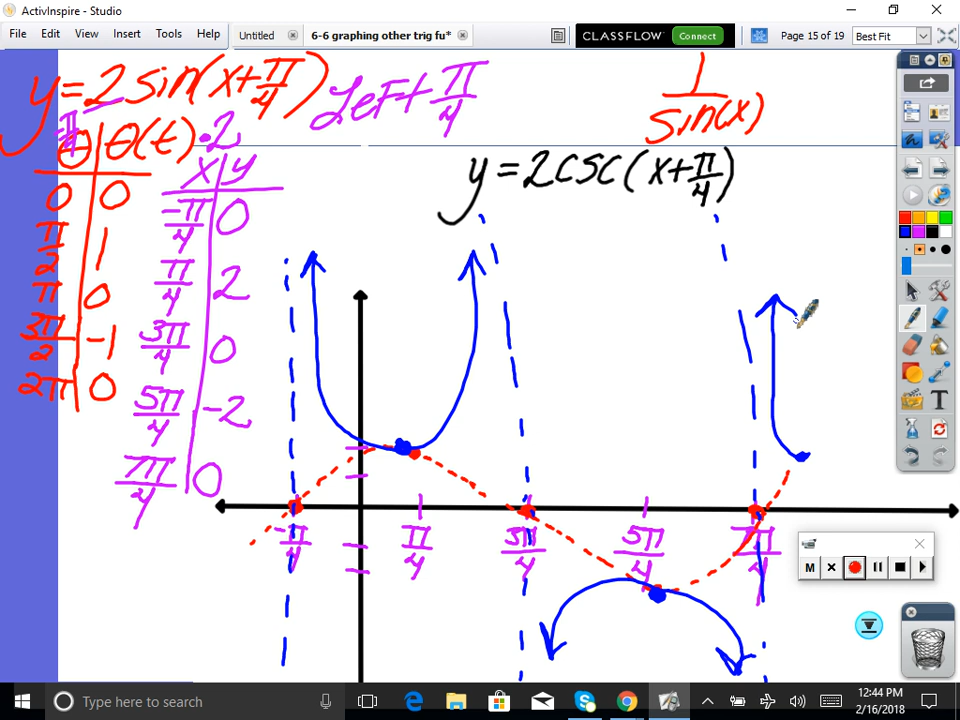 ActivInspire - Studio
File Edit View Insert Tools Help
Untitled
6-6 graphing other trig fu*
CLASSFLOW™ Connect
Page 15 of 19
Best Fit
y=2sin(x+π/4) Left π/4
1/sin(x)
y=2csc(x+π/4)
θ | θ(t) ·2
0 | 0
π/2 | 1
π | 0
3π/2 | -1
2π | 0
x | y
-π/4 | 0
π/4 | 2
3π/4 | 0
5π/4 | -2
7π/4 | 0
-π/4 π/4 3π/4 5π/4 7π/4
M
T
Type here to search
12:44 PM
2/16/2018